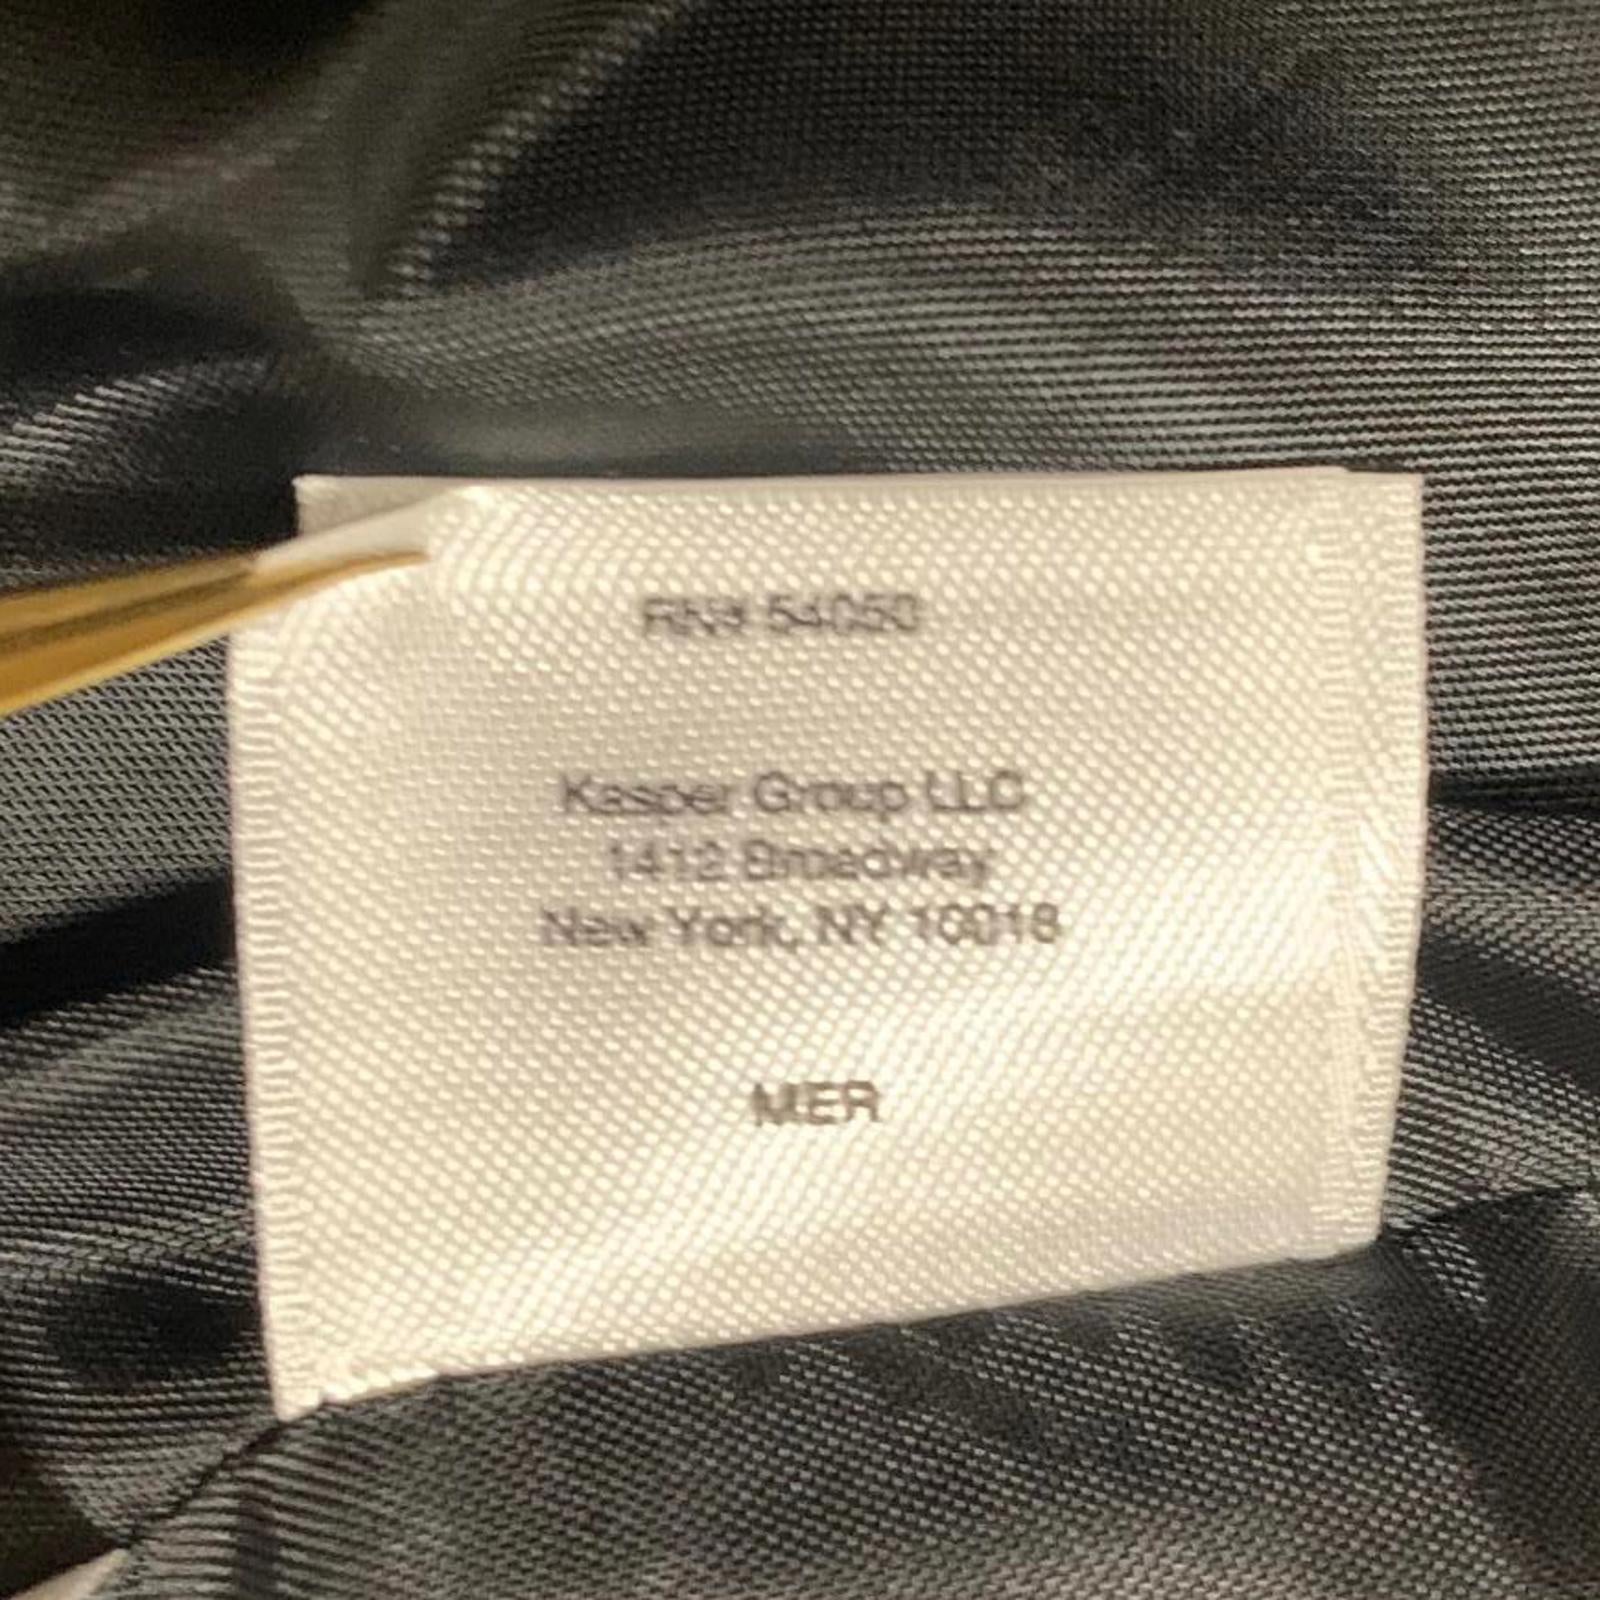 RN# 54050
Kasper Group LLC
1412 Broadway
New York, NY 10018
MER